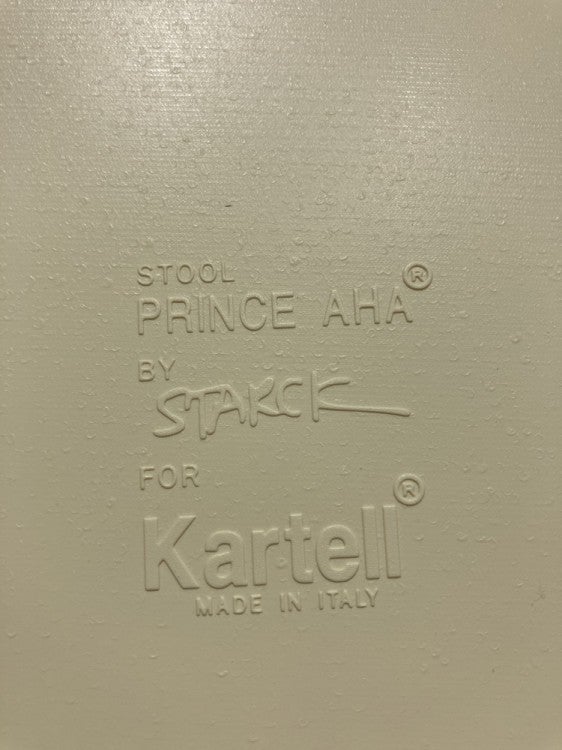 STOOL
PRINCE AHA®
BY
STARCK
FOR
Kartell®
MADE IN ITALY